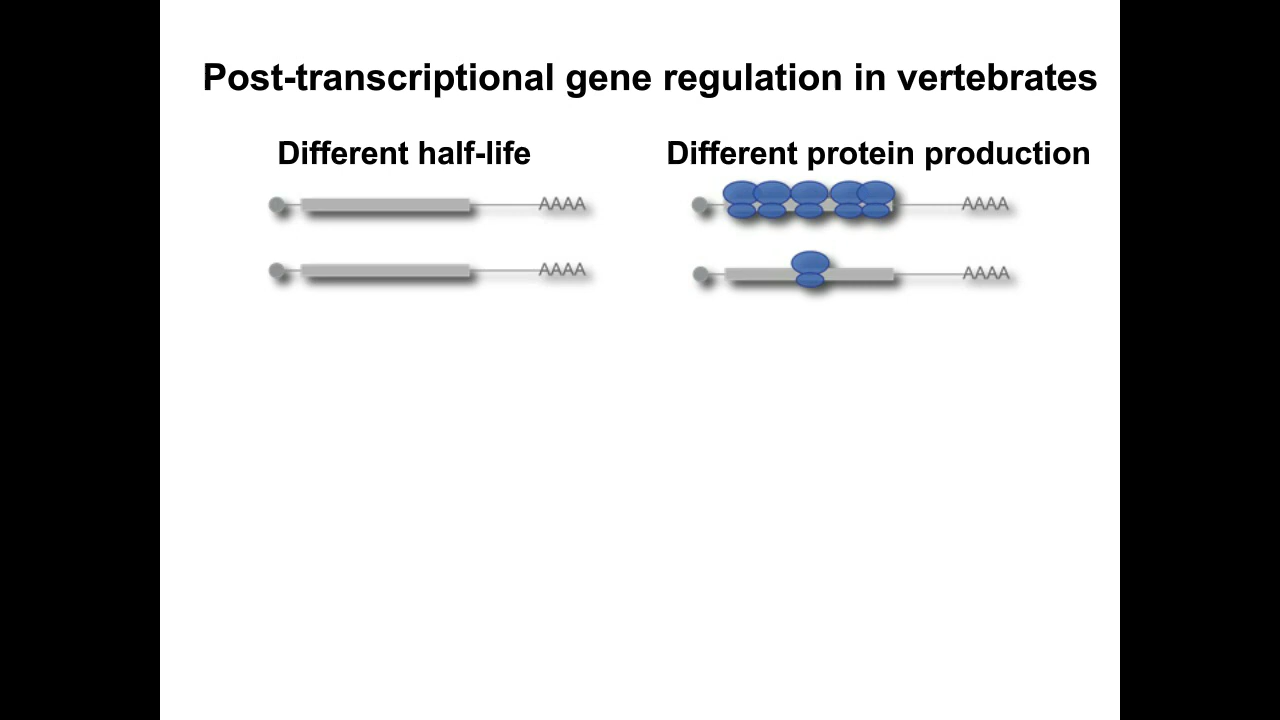 Post-transcriptional gene regulation in vertebrates
Different half-life
Different protein production
AAAA
AAAA
AAAA
AAAA